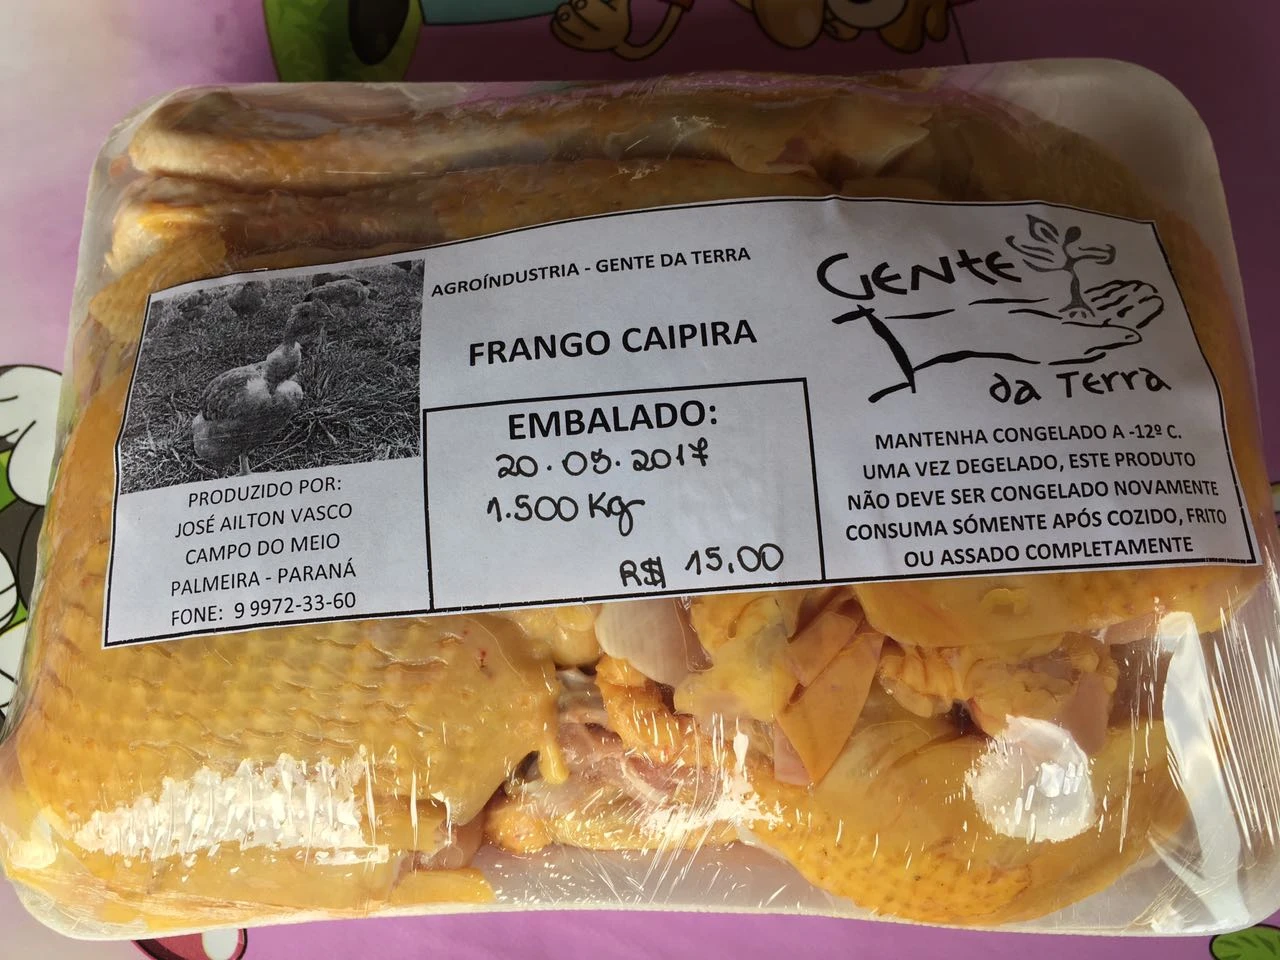 AGROÍNDUSTRIA - GENTE DA TERRA
FRANGO CAIPIRA
EMBALADO:
20.09.2017
1.500 Kg
R$ 15,00
PRODUZIDO POR:
JOSÉ AILTON VASCO
CAMPO DO MEIO
PALMEIRA - PARANÁ
FONE: 9 9972-33-60
GENTE
da Terra
MANTENHA CONGELADO A -12º C.
UMA VEZ DEGELADO, ESTE PRODUTO
NÃO DEVE SER CONGELADO NOVAMENTE
CONSUMA SÓMENTE APÓS COZIDO, FRITO
OU ASSADO COMPLETAMENTE